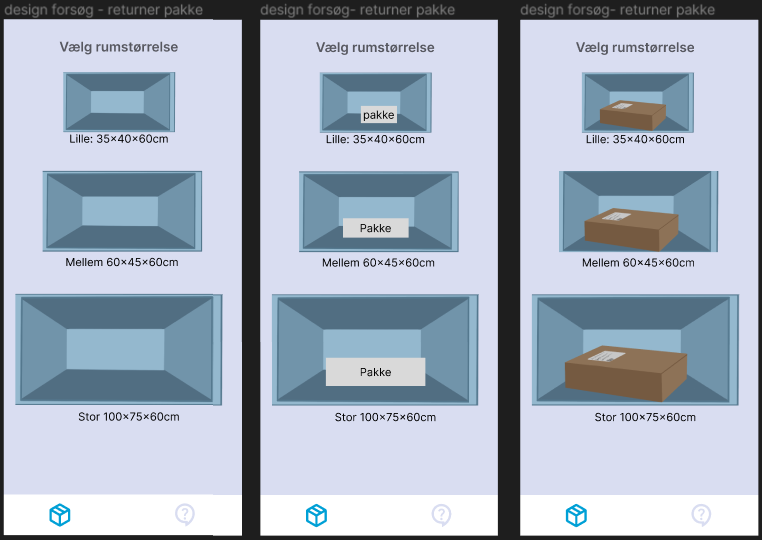 design forsøg - returner pakke
Vælg rumstørrelse
Lille: 35×40×60cm
Mellem 60×45×60cm
Stor 100×75×60cm
design forsøg- returner pakke
Vælg rumstørrelse
pakke
Lille: 35×40×60cm
Pakke
Mellem 60×45×60cm
Pakke
Stor 100×75×60cm
design forsøg- returner pakke
Vælg rumstørrelse
Lille: 35×40×60cm
Mellem 60×45×60cm
Stor 100×75×60cm